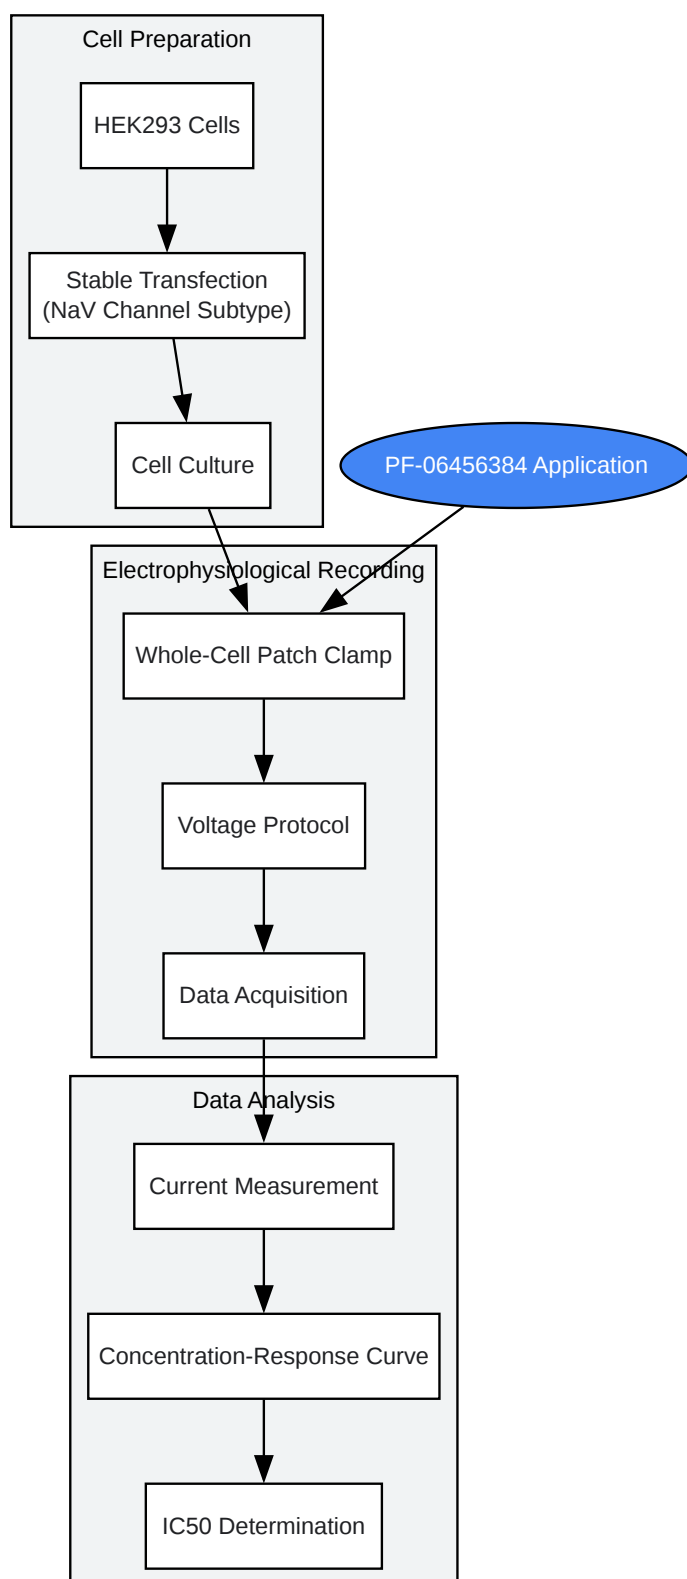 Cell Preparation
HEK293 Cells
Stable Transfection
(NaV Channel Subtype)
Cell Culture
PF-06456384 Application
Electrophysiological Recording
Whole-Cell Patch Clamp
Voltage Protocol
Data Acquisition
Data Analysis
Current Measurement
Concentration-Response Curve
IC50 Determination